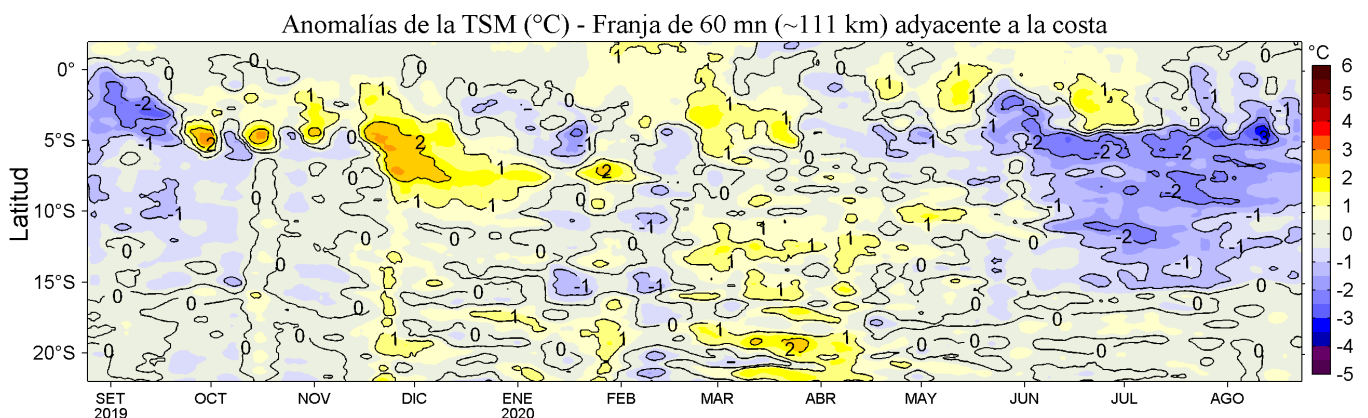 Anomalías de la TSM (°C) - Franja de 60 mn (~111 km) adyacente a la costa
°C
6
5
4
3
2
1
0
-1
-2
-3
-4
-5
Latitud
0°
5°S
10°S
15°S
20°S
SET OCT NOV DIC ENE FEB MAR ABR MAY JUN JUL AGO
2019 2020